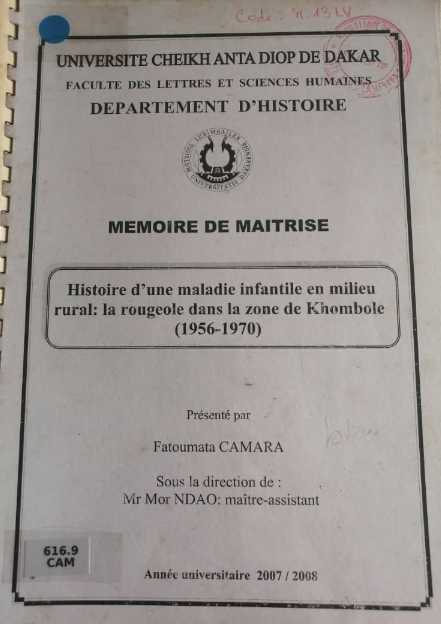 Code: M. 13 LV
UNIVERSITE CHEIKH ANTA DIOP DE DAKAR
FACULTE DES LETTRES ET SCIENCES HUMAINES
DEPARTEMENT D'HISTOIRE
MEMOIRE DE MAITRISE
Histoire d'une maladie infantile en milieu
rural: la rougeole dans la zone de Khombole
(1956-1970)
Présenté par
Fatoumata CAMARA
Sous la direction de :
Mr Mor NDAO: maître-assistant
616.9
CAM
Année universitaire 2007 / 2008